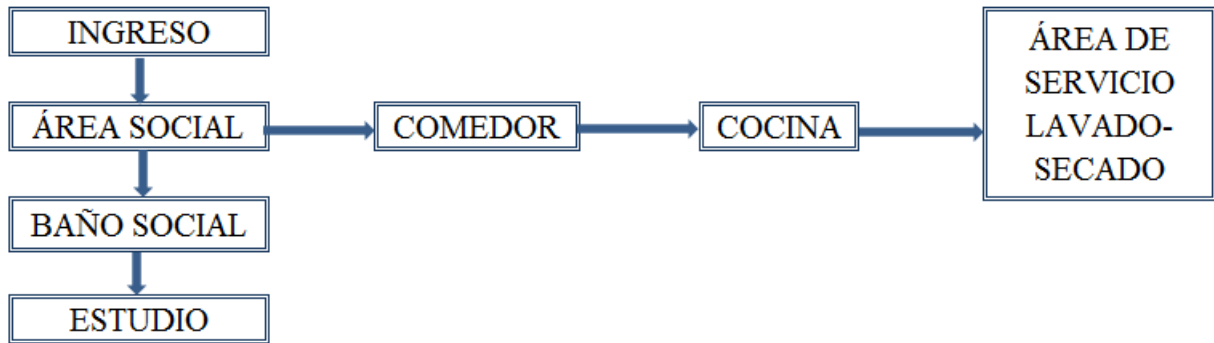 INGRESO
ÁREA SOCIAL
COMEDOR
COCINA
ÁREA DE
SERVICIO
LAVADO-
SECADO
BAÑO SOCIAL
ESTUDIO